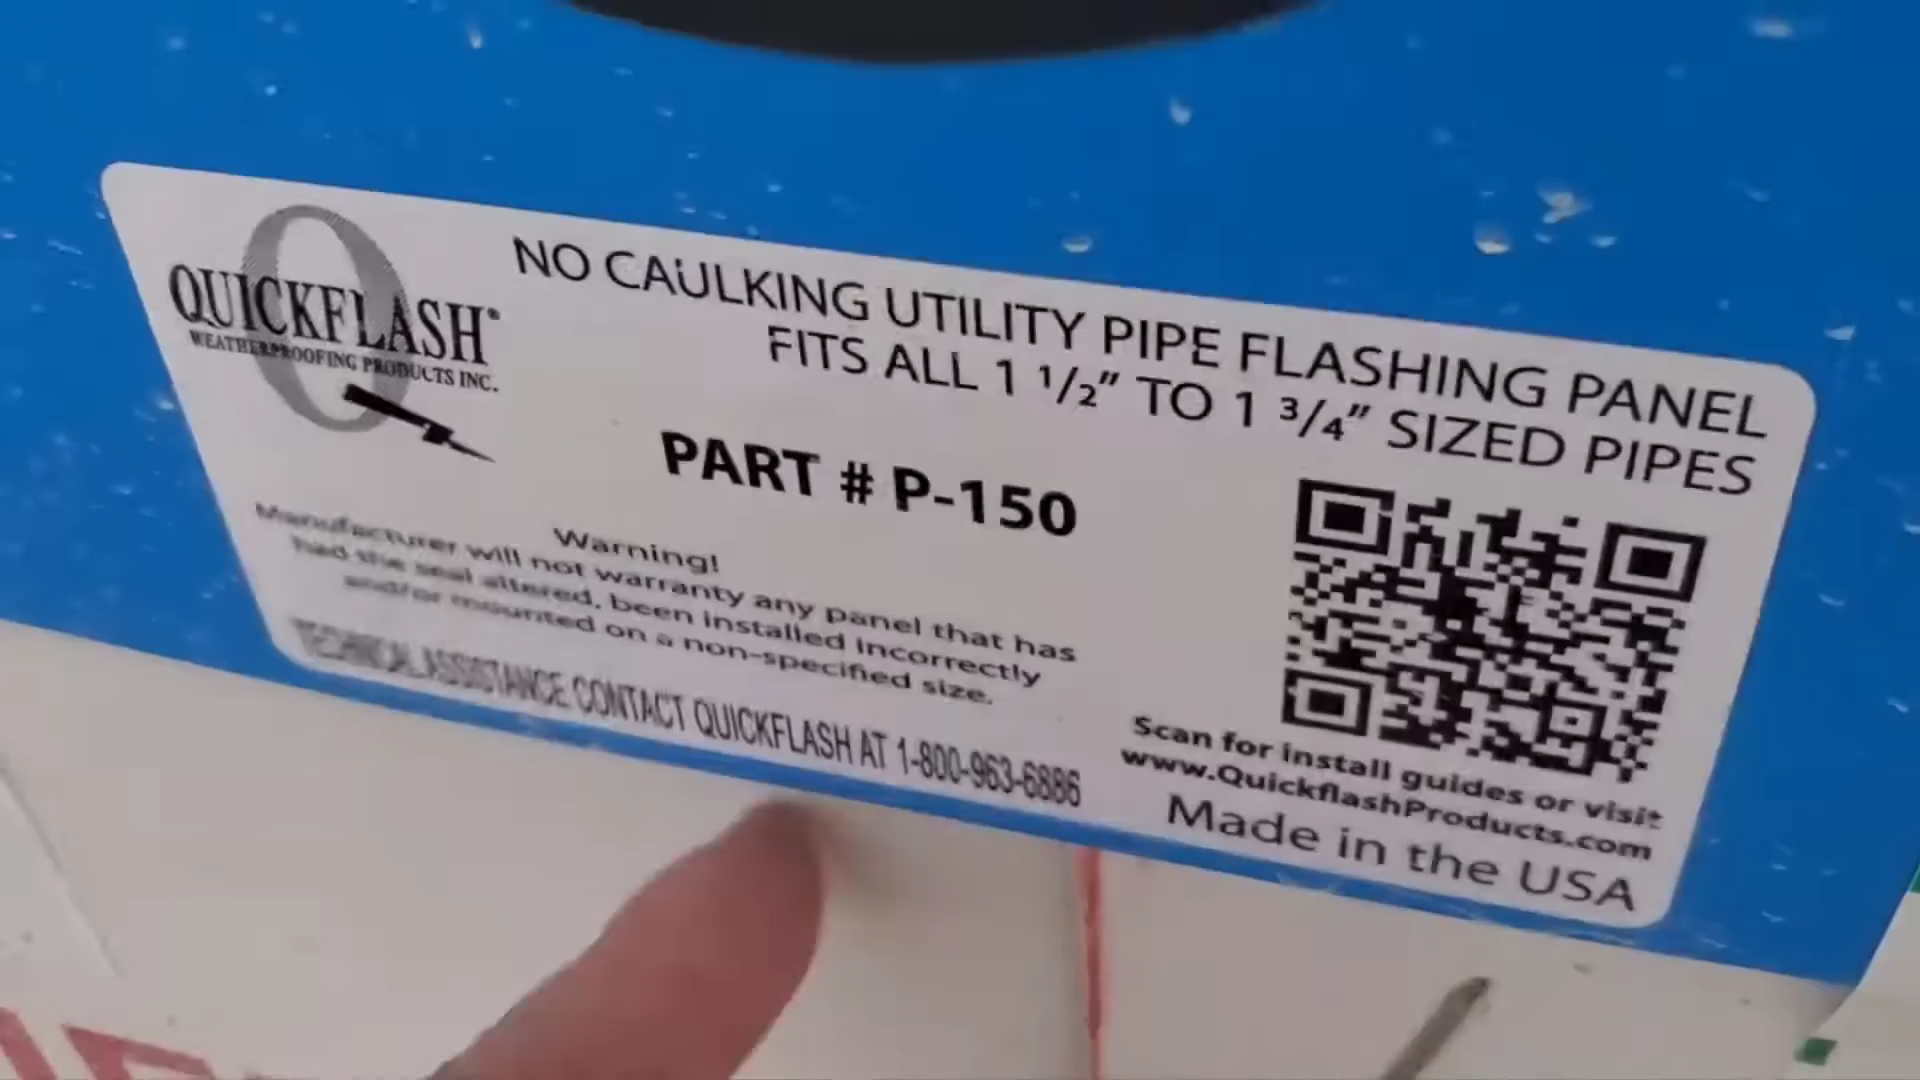 QUICKFLASH®
WEATHERPROOFING PRODUCTS INC.
NO CAULKING UTILITY PIPE FLASHING PANEL
FITS ALL 1 1/2" TO 1 3/4" SIZED PIPES
PART # P-150
Warning!
Manufacturer will not warranty any panel that has
had the seal altered, been installed incorrectly
and/or mounted on a non-specified size.
TECHNICAL ASSISTANCE CONTACT QUICKFLASH AT 1-800-963-6886
Scan for install guides or visit
www.QuickflashProducts.com
Made in the USA